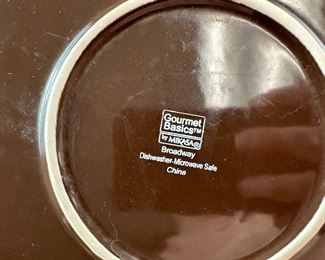 Gourmet
Basics™
by MIKASA®
Broadway
Dishwasher-Microwave Safe
China